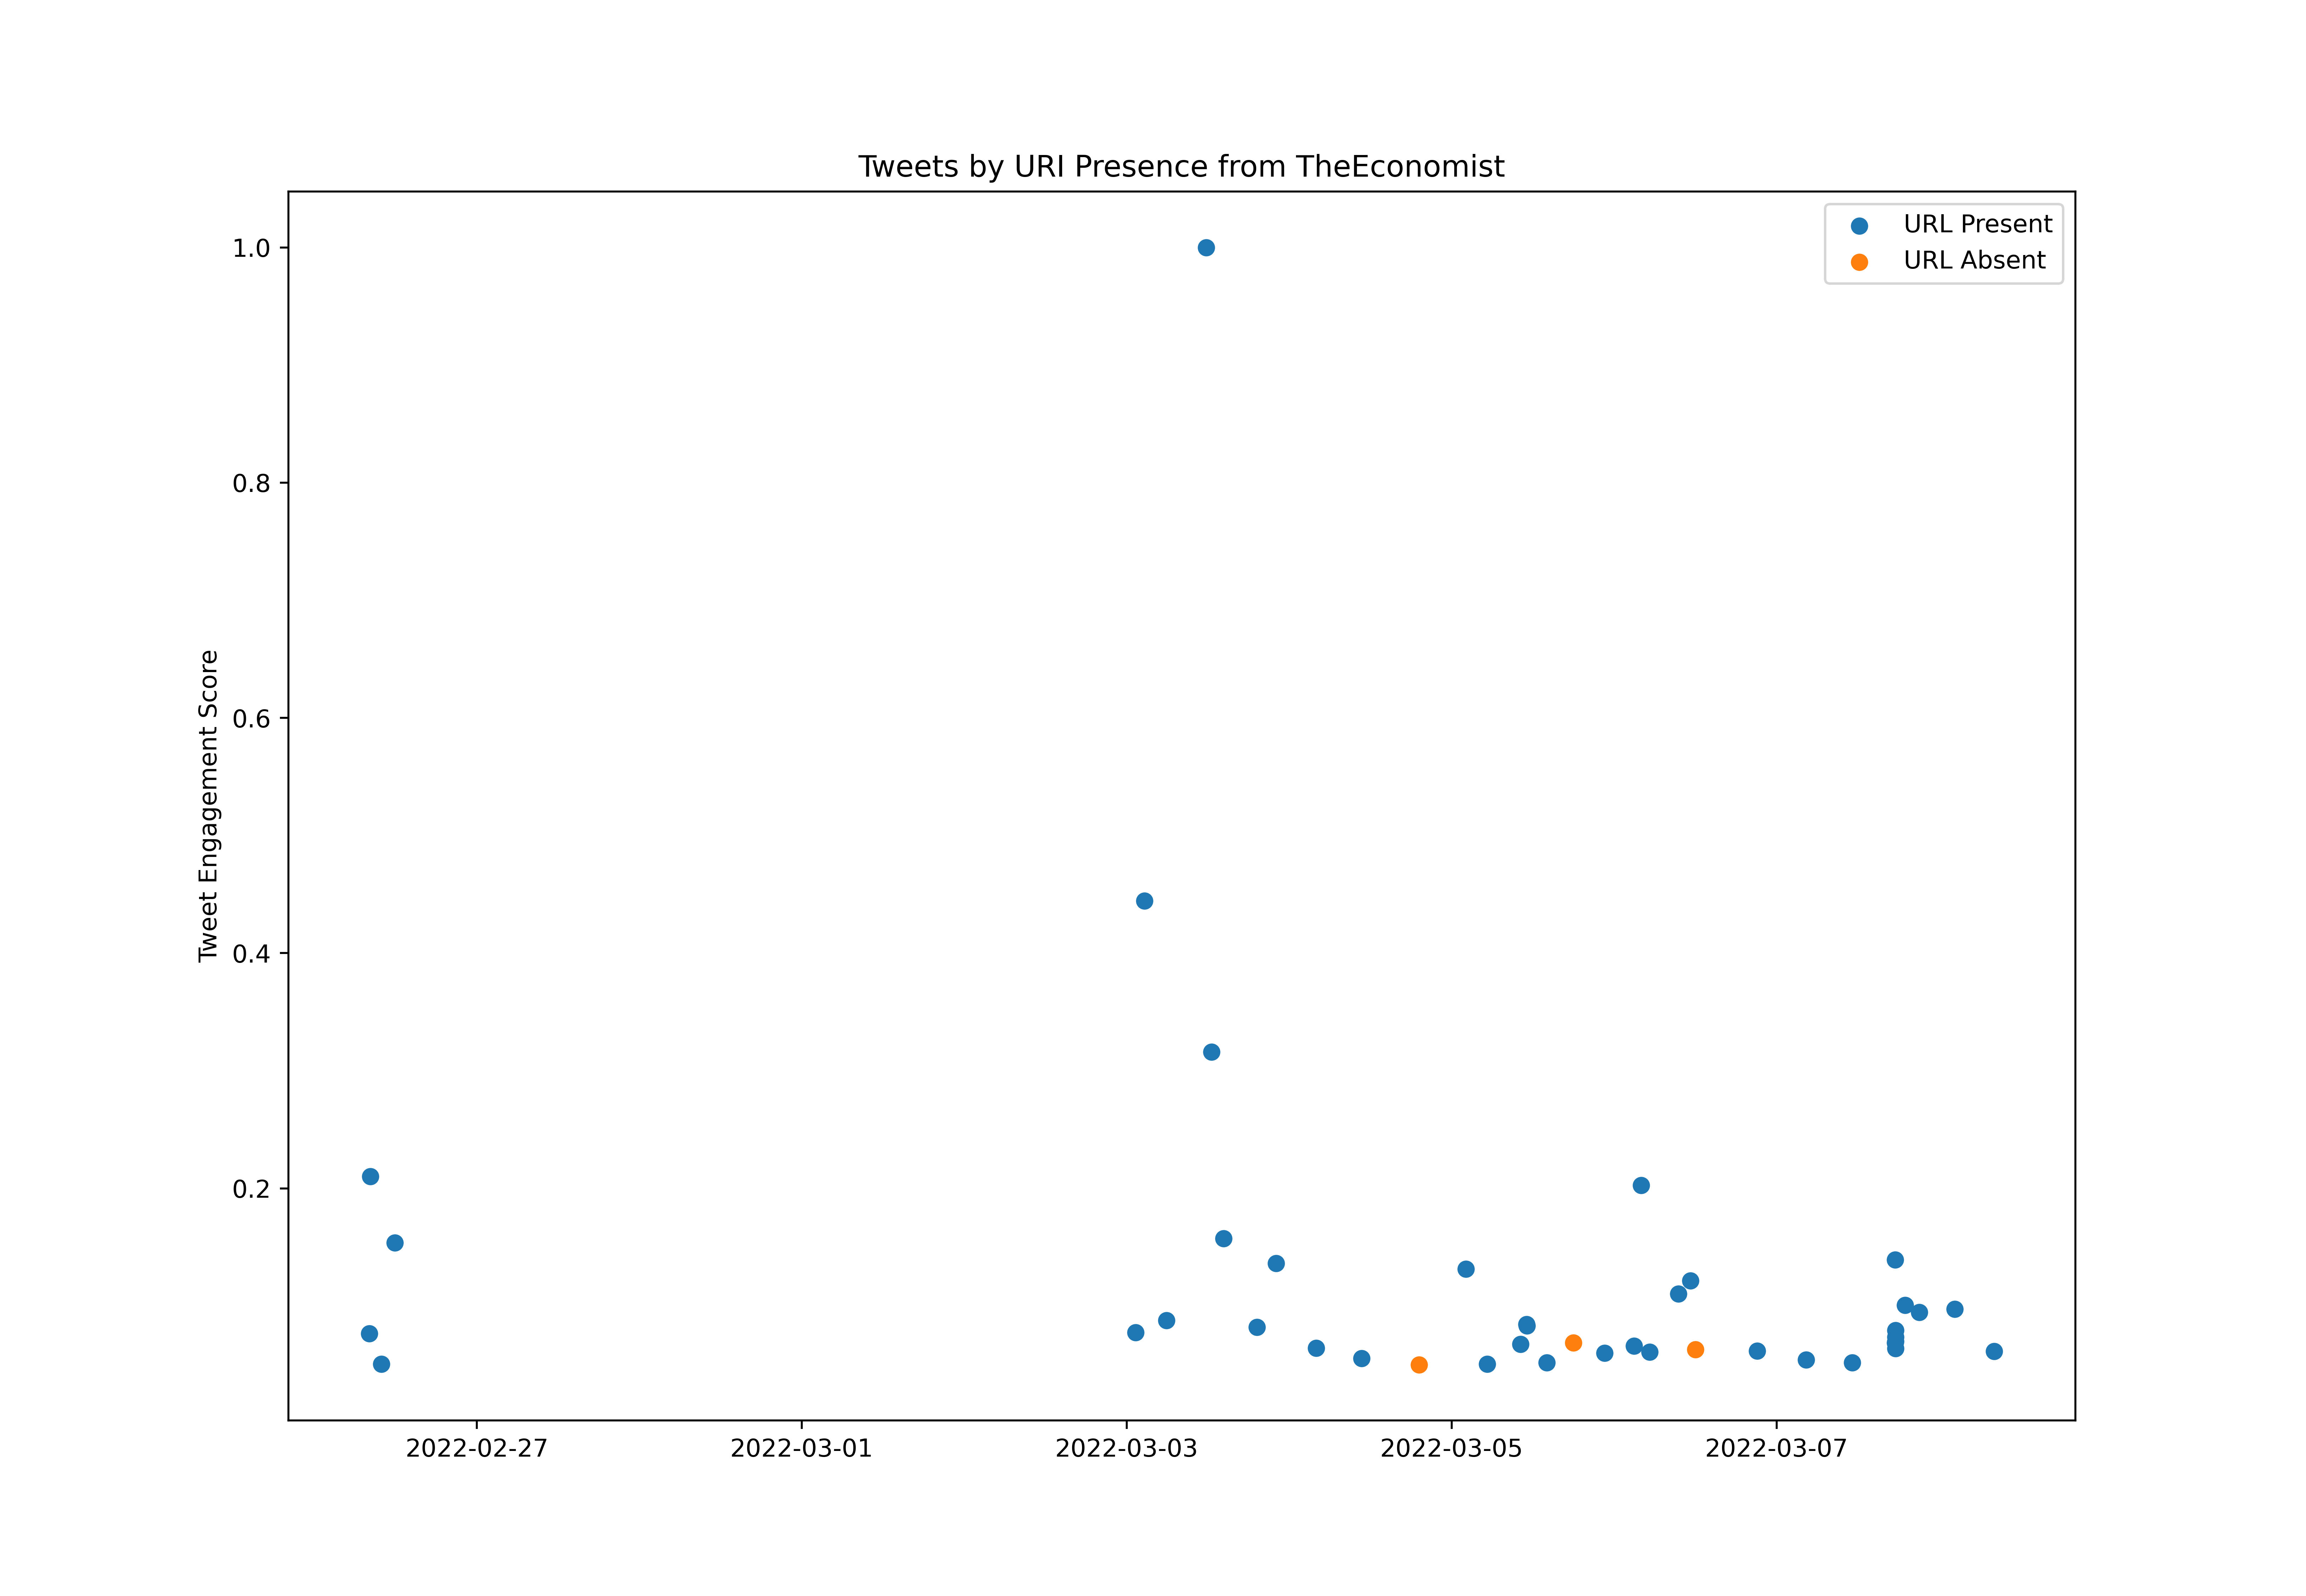 Tweets by URI Presence from TheEconomist
URL Present
URL Absent
Tweet Engagement Score
1.0
0.8
0.6
0.4
0.2
2022-02-27
2022-03-01
2022-03-03
2022-03-05
2022-03-07